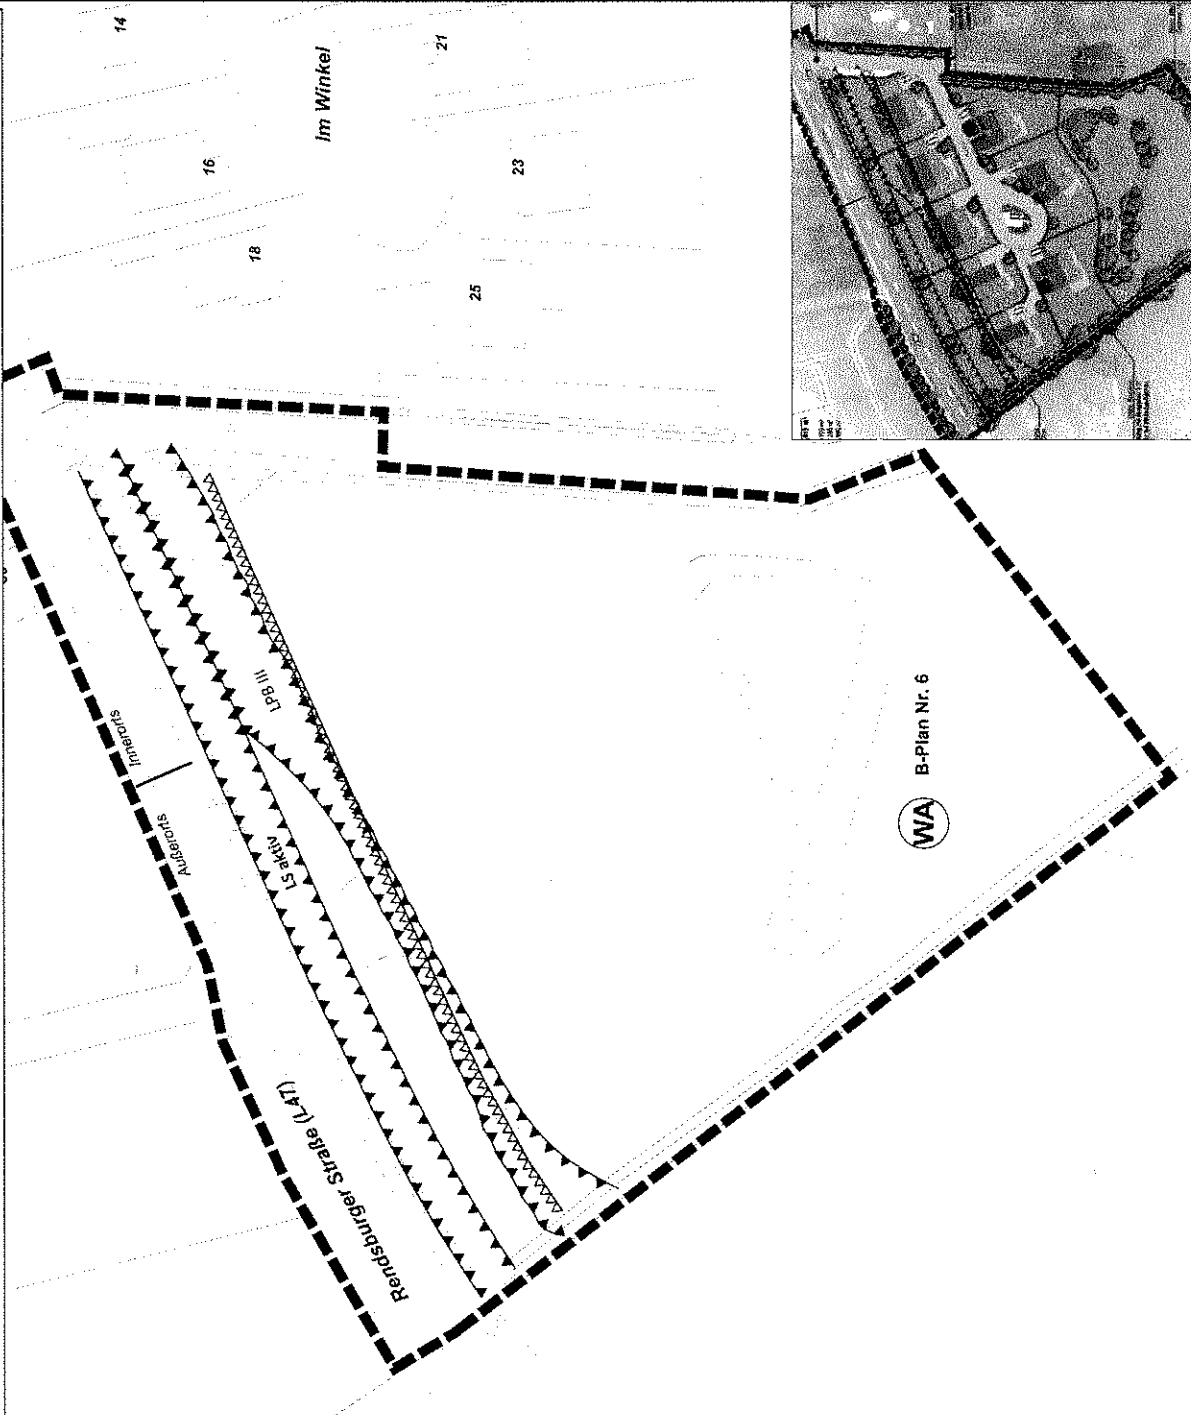 14
21
Im Winkel
16
23
18
25
LPB III
Innerorts
Außerorts
LS aktiv
B-Plan Nr. 6
WA
Rendsburger Straße (L47)